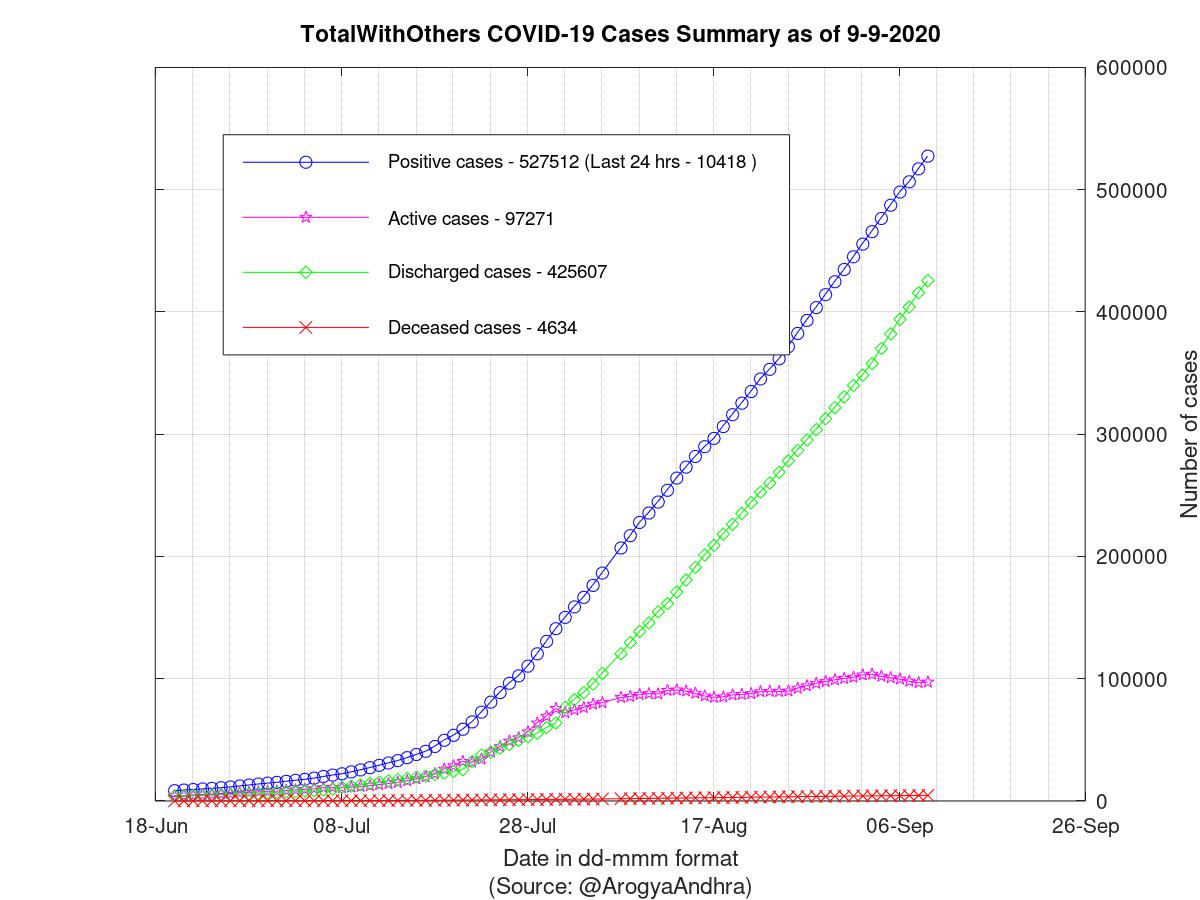 TotalWithOthers COVID-19 Cases Summary as of 9-9-2020
600000
Positive cases - 527512 (Last 24 hrs - 10418 )
500000
Active cases - 97271
Discharged cases - 425607
400000
Deceased cases - 4634
Number of cases
300000
200000
100000
0
18-Jun 08-Jul 28-Jul 17-Aug 06-Sep 26-Sep
Date in dd-mmm format
(Source: @ArogyaAndhra)